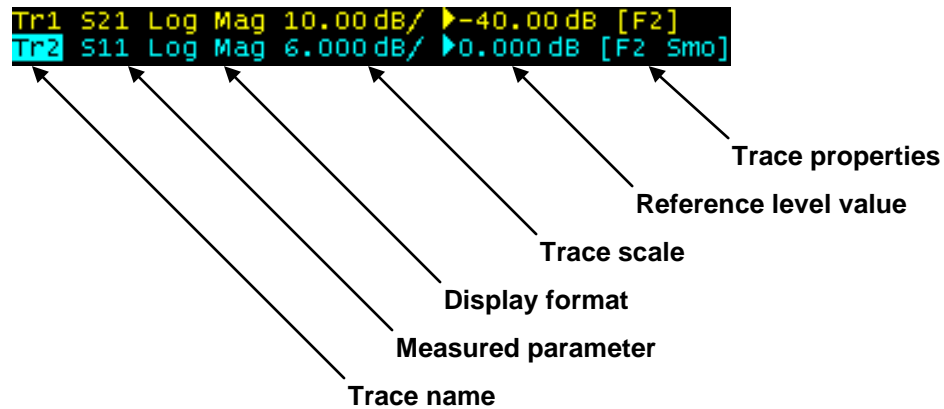 Tr1 S21 Log Mag 10.00 dB/ ▶-40.00 dB [F2]
Tr2 S11 Log Mag 6.000 dB/ ▶0.000 dB [F2 Smo]
Trace properties
Reference level value
Trace scale
Display format
Measured parameter
Trace name